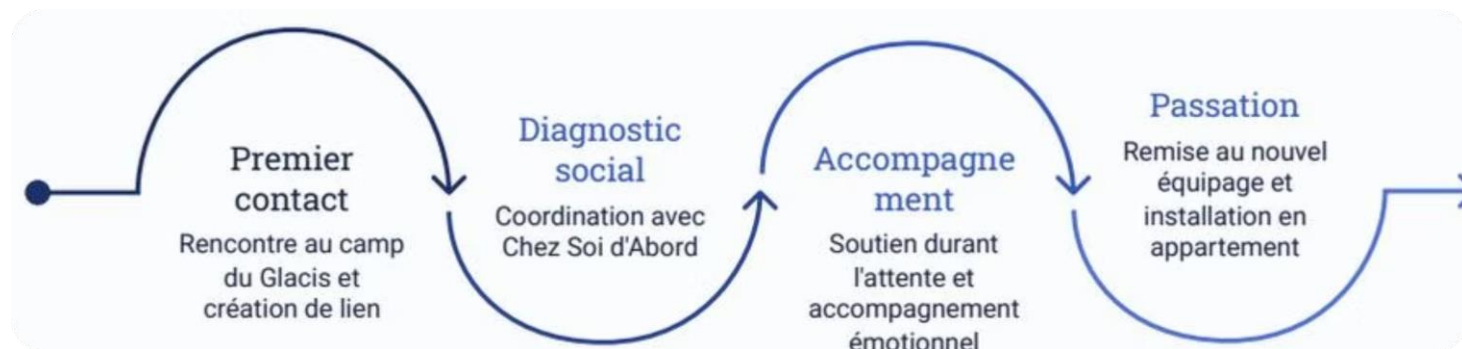 Premier
contact
Rencontre au camp
du Glacis et
création de lien
Diagnostic
social
Coordination avec
Chez Soi d'Abord
Accompagne
ment
Soutien durant
l'attente et
accompagnement
émotionnel
Passation
Remise au nouvel
équipage et
installation en
appartement